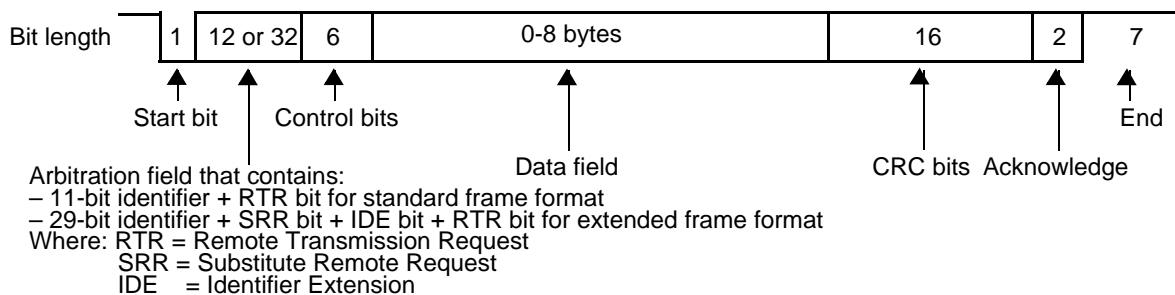 Bit length 1 12 or 32 6 0-8 bytes 16 2 7
Start bit Control bits End
Data field CRC bits Acknowledge
Arbitration field that contains:
– 11-bit identifier + RTR bit for standard frame format
– 29-bit identifier + SRR bit + IDE bit + RTR bit for extended frame format
Where: RTR = Remote Transmission Request
SRR = Substitute Remote Request
IDE = Identifier Extension